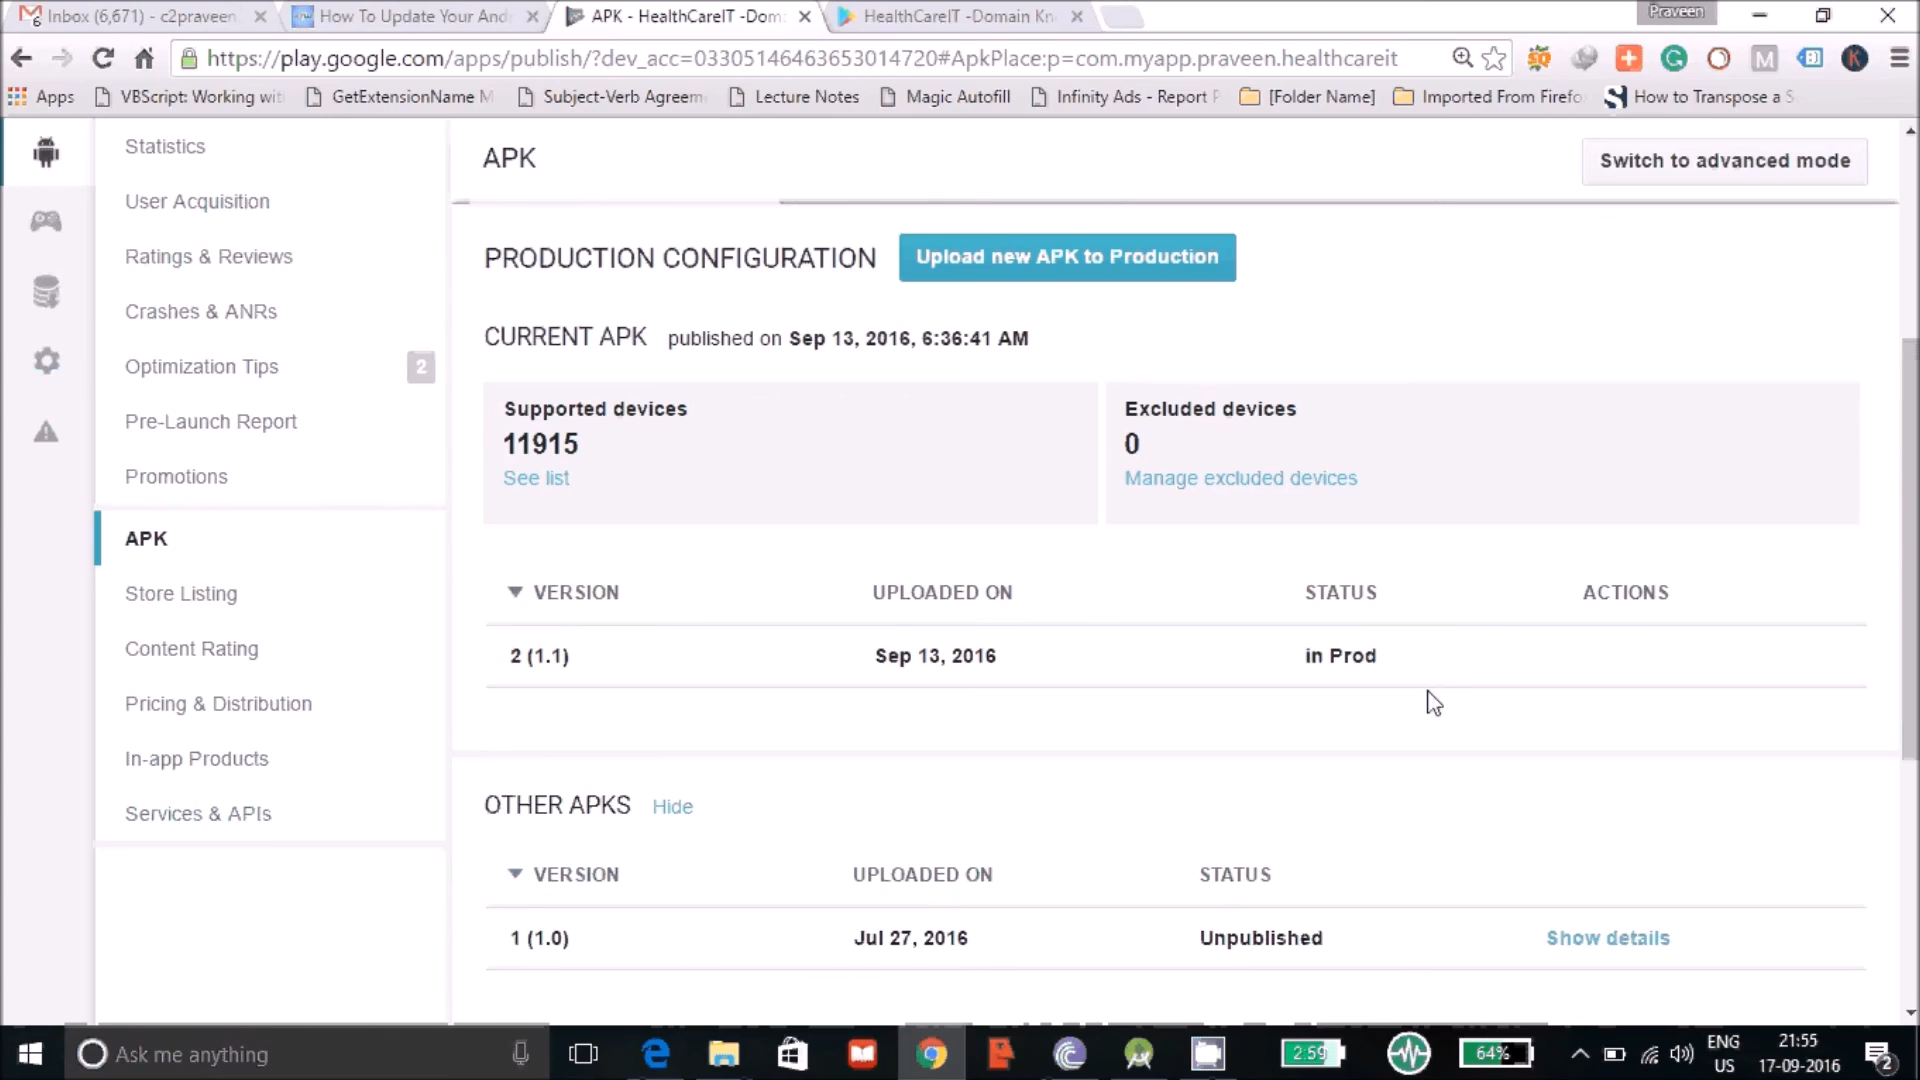 Inbox (6,671) - c2praveen
How To Update Your And
APK - HealthCareIT -Dom
HealthCareIT -Domain Kn
Praveen
https://play.google.com/apps/publish/?dev_acc=03305146463653014720#ApkPlace:p=com.myapp.praveen.healthcareit
Apps
VBScript: Working wit
GetExtensionName M
Subject-Verb Agreem
Lecture Notes
Magic Autofill
Infinity Ads - Report P
[Folder Name]
Imported From Firefo
How to Transpose a S
Statistics
User Acquisition
Ratings & Reviews
Crashes & ANRs
Optimization Tips 2
Pre-Launch Report
Promotions
APK
Store Listing
Content Rating
Pricing & Distribution
In-app Products
Services & APIs
APK
Switch to advanced mode
PRODUCTION CONFIGURATION
Upload new APK to Production
CURRENT APK published on Sep 13, 2016, 6:36:41 AM
Supported devices
11915
See list
Excluded devices
0
Manage excluded devices
VERSION UPLOADED ON STATUS ACTIONS
2 (1.1) Sep 13, 2016 in Prod
OTHER APKS Hide
VERSION UPLOADED ON STATUS
1 (1.0) Jul 27, 2016 Unpublished Show details
Ask me anything
2:59
64%
ENG
US
21:55
17-09-2016
2